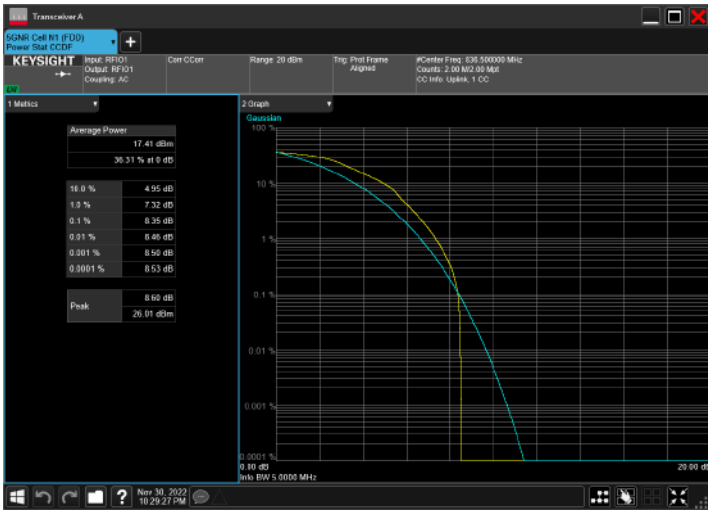 Transceiver A
5GNR Cell N1 (FDD)
Power Stat CCDF
KEYSIGHT
Input: RFIO1
Output: RFIO1
Coupling: AC
Corr CCorr
Range: 20 dBm
Trig: Prot Frame
Aligned
#Center Freq: 836.500000 MHz
Counts: 2.00 M/2.00 Mpt
CC Info: Uplink, 1 CC
1 Metrics
Average Power
17.41 dBm
36.31 % at 0 dB
10.0 % 4.95 dB
1.0 % 7.32 dB
0.1 % 8.35 dB
0.01 % 8.46 dB
0.001 % 8.50 dB
0.0001 % 8.53 dB
Peak 8.60 dB
26.01 dBm
2 Graph
Gaussian
100 %
10 %
1 %
0.1 %
0.01 %
0.001 %
0.0001 %
0.00 dB
20.00 dB
Info BW 5.0000 MHz
Nov 30, 2022
10:29:27 PM